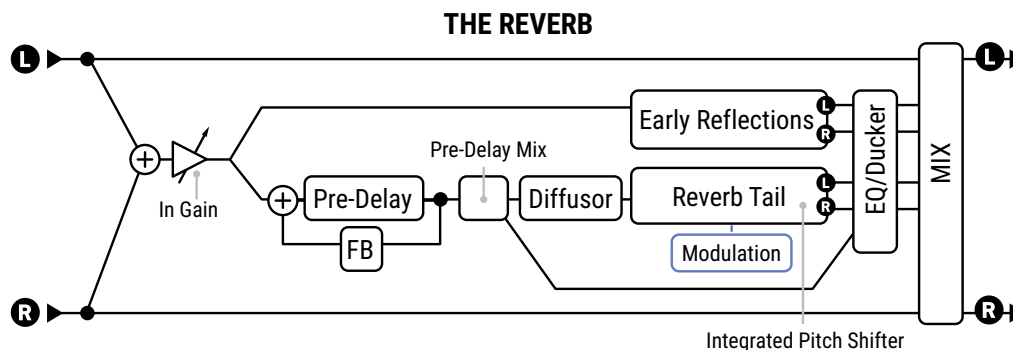 THE REVERB
L
L
Early Reflections
L
R
Pre-Delay Mix
EQ/Ducker
MIX
In Gain
Pre-Delay
Diffusor
Reverb Tail
L
R
FB
Modulation
R
R
Integrated Pitch Shifter